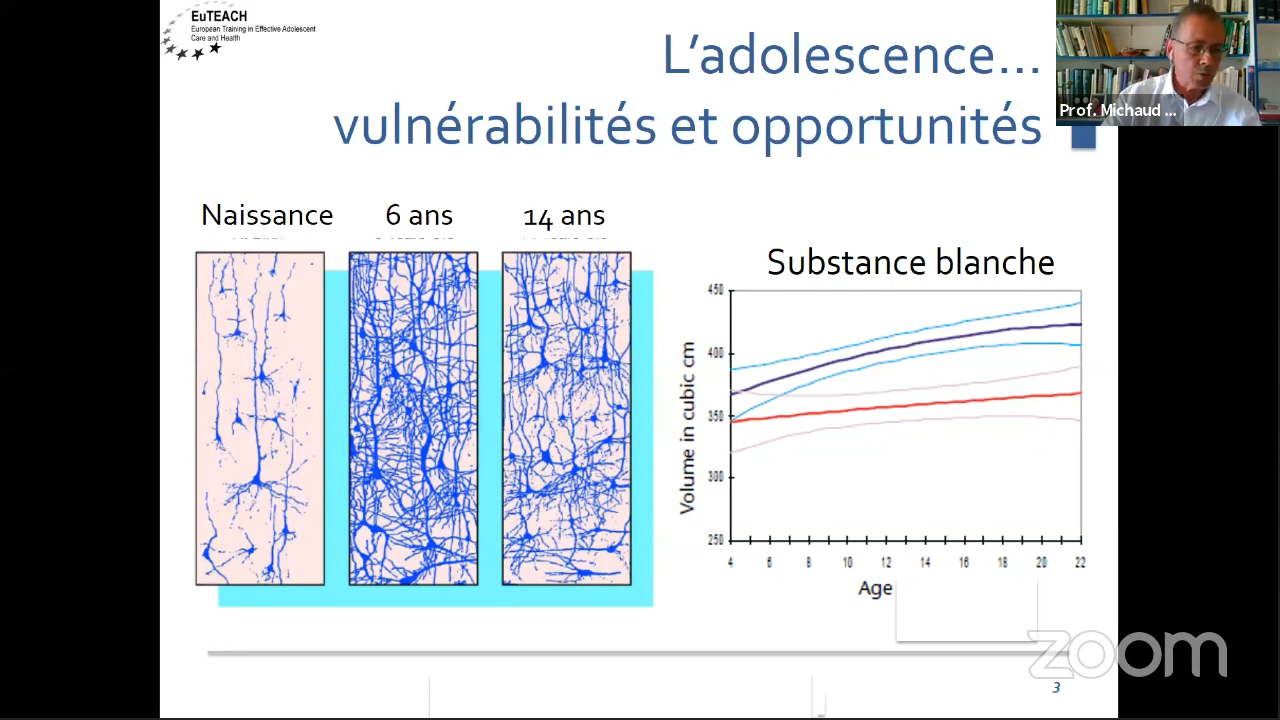 EuTEACH
European Training in Effective Adolescent
Care and Health
L’adolescence...
vulnérabilités et opportunités
Prof. Michaud ...
Naissance
6 ans
14 ans
Substance blanche
Volume in cubic cm
450
400
350
300
250
4 6 8 10 12 14 16 18 20 22
Age
zoom
3